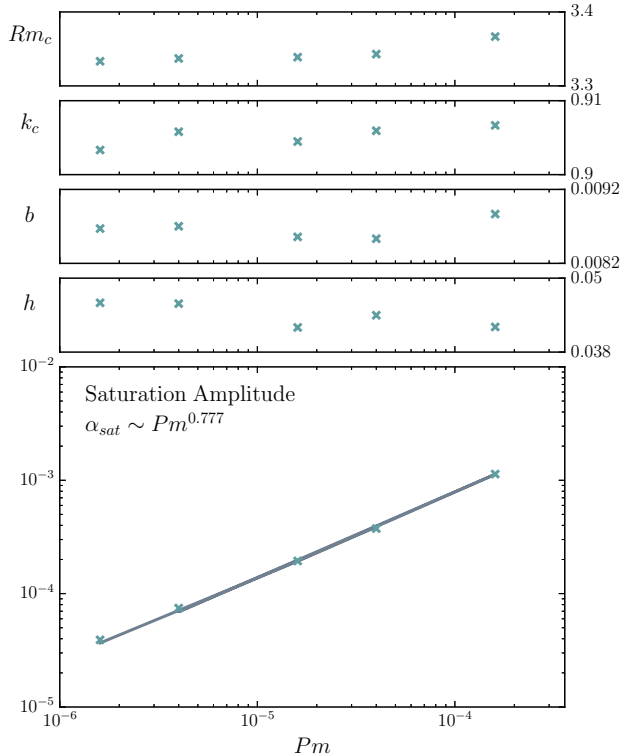 3.4
Rm_c
3.3
0.91
k_c
0.9
0.0092
b
0.0082
0.05
h
0.038
10^{-2}
Saturation Amplitude
α_{sat} ∼ Pm^{0.777}
10^{-3}
10^{-4}
10^{-5}
10^{-6} 10^{-5} 10^{-4}
Pm